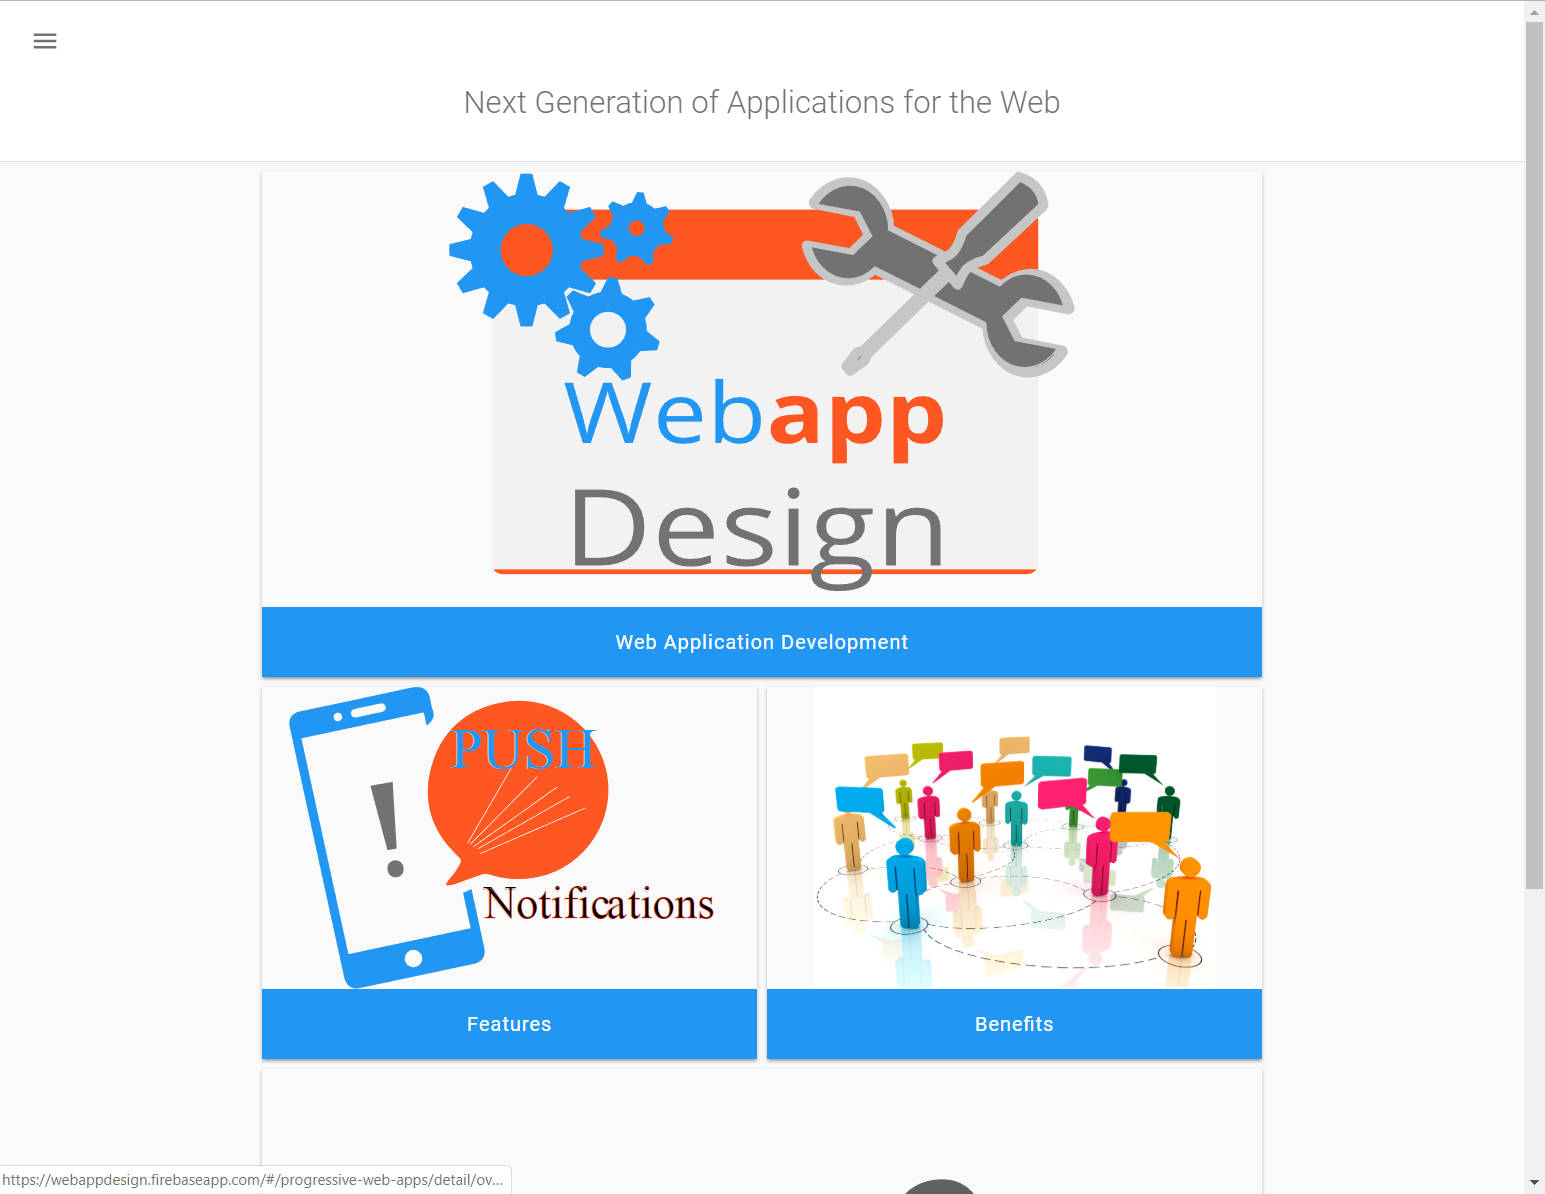 Next Generation of Applications for the Web
Webapp
Design
Web Application Development
PUSH
!
Notifications
Features
Benefits
https://webappdesign.firebaseapp.com/#/progressive-web-apps/detail/ov...